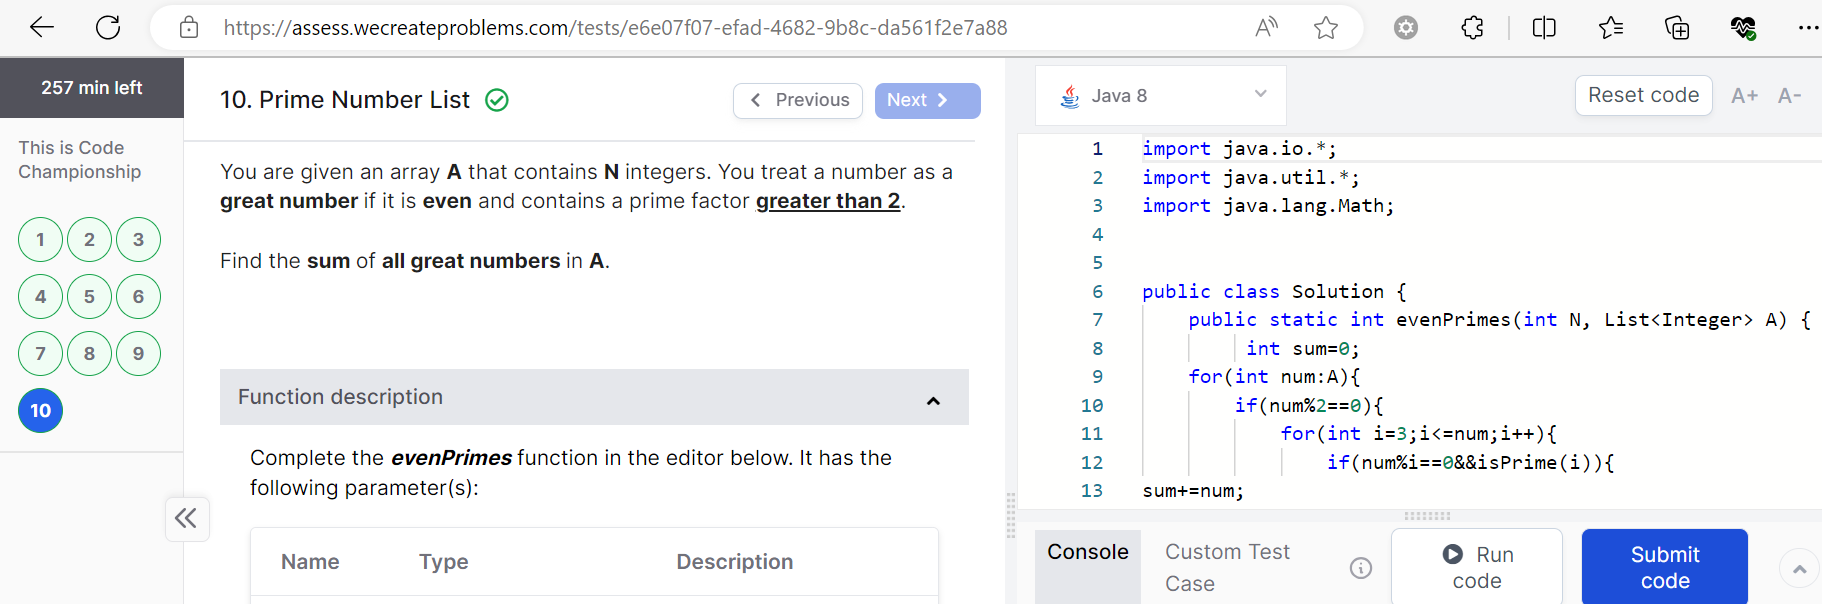 https://assess.wecreateproblems.com/tests/e6e07f07-efad-4682-9b8c-da561f2e7a88
257 min left
This is Code
Championship
1 2 3
4 5 6
7 8 9
10
10. Prime Number List
Previous
Next
You are given an array A that contains N integers. You treat a number as a
great number if it is even and contains a prime factor greater than 2.
Find the sum of all great numbers in A.
Function description
Complete the evenPrimes function in the editor below. It has the
following parameter(s):
Name Type Description
Java 8
Reset code
A+ A-
1 import java.io.*;
2 import java.util.*;
3 import java.lang.Math;
4
5
6 public class Solution {
7 public static int evenPrimes(int N, List<Integer> A) {
8 int sum=0;
9 for(int num:A){
10 if(num%2==0){
11 for(int i=3;i<=num;i++){
12 if(num%i==0&&isPrime(i)){
13 sum+=num;
Console
Custom Test
Case
Run
code
Submit
code